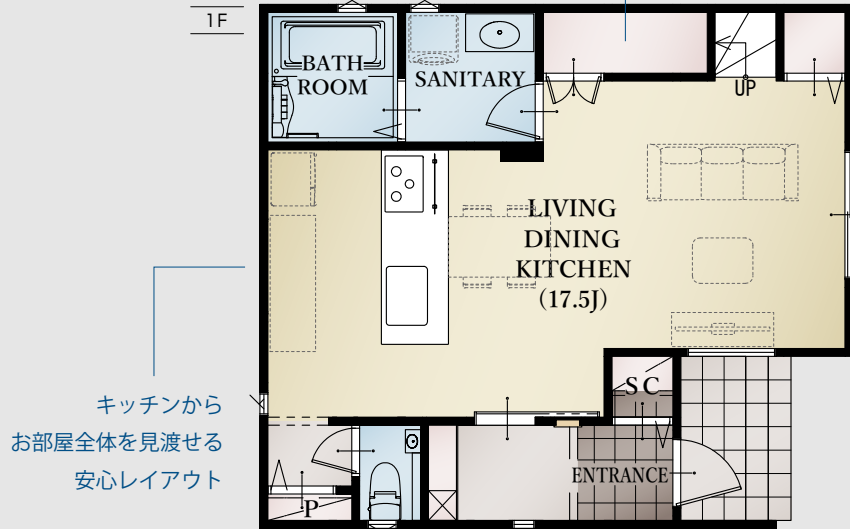 1F
BATH
ROOM
SANITARY
UP
LIVING
DINING
KITCHEN
(17.5J)
キッチンから
お部屋全体を見渡せる
安心レイアウト
SC
ENTRANCE
P